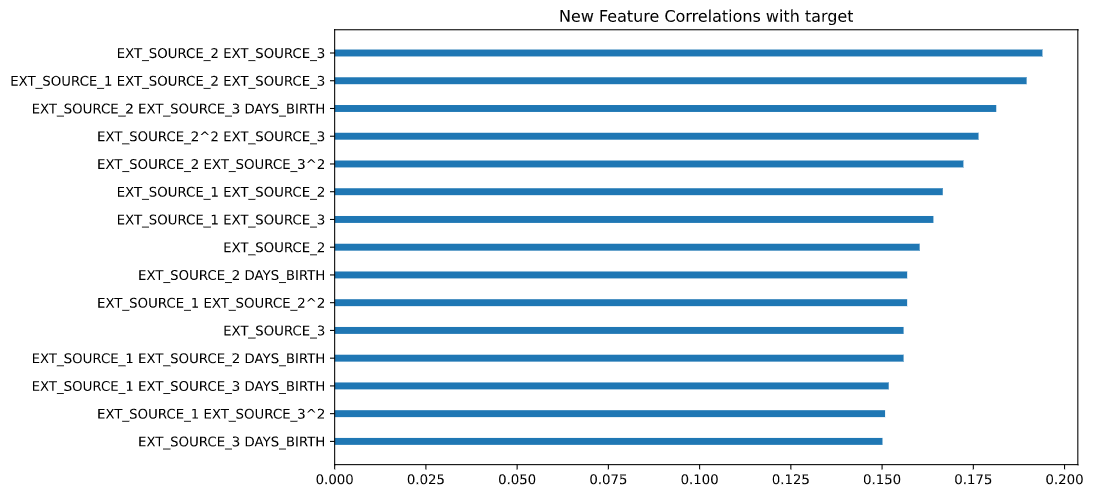 New Feature Correlations with target
EXT_SOURCE_2 EXT_SOURCE_3
EXT_SOURCE_1 EXT_SOURCE_2 EXT_SOURCE_3
EXT_SOURCE_2 EXT_SOURCE_3 DAYS_BIRTH
EXT_SOURCE_2^2 EXT_SOURCE_3
EXT_SOURCE_2 EXT_SOURCE_3^2
EXT_SOURCE_1 EXT_SOURCE_2
EXT_SOURCE_1 EXT_SOURCE_3
EXT_SOURCE_2
EXT_SOURCE_2 DAYS_BIRTH
EXT_SOURCE_1 EXT_SOURCE_2^2
EXT_SOURCE_3
EXT_SOURCE_1 EXT_SOURCE_2 DAYS_BIRTH
EXT_SOURCE_1 EXT_SOURCE_3 DAYS_BIRTH
EXT_SOURCE_1 EXT_SOURCE_3^2
EXT_SOURCE_3 DAYS_BIRTH
0.000 0.025 0.050 0.075 0.100 0.125 0.150 0.175 0.200